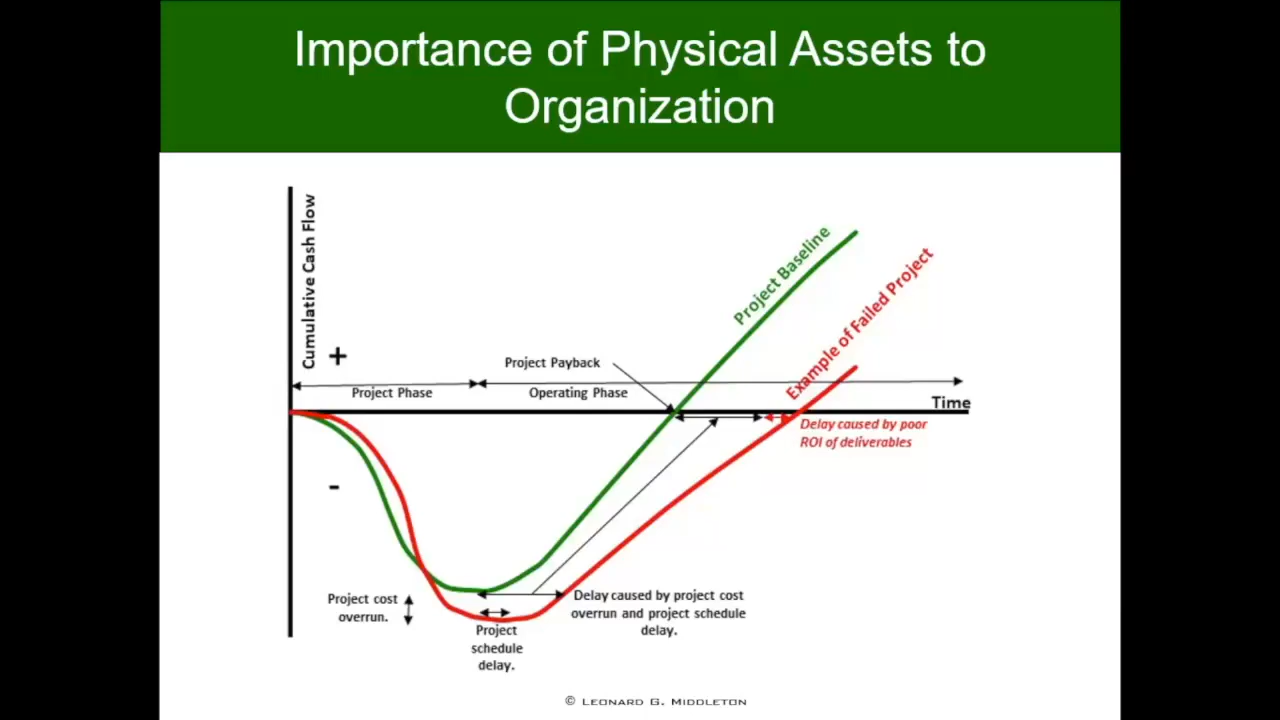 Importance of Physical Assets to
Organization
Cumulative Cash Flow
+
-
Project Baseline
Example of Failed Project
Project Payback
Project Phase
Operating Phase
Time
Delay caused by poor
ROI of deliverables
Project cost
overrun.
Project
schedule
delay.
Delay caused by project cost
overrun and project schedule
delay.
© Leonard G. Middleton